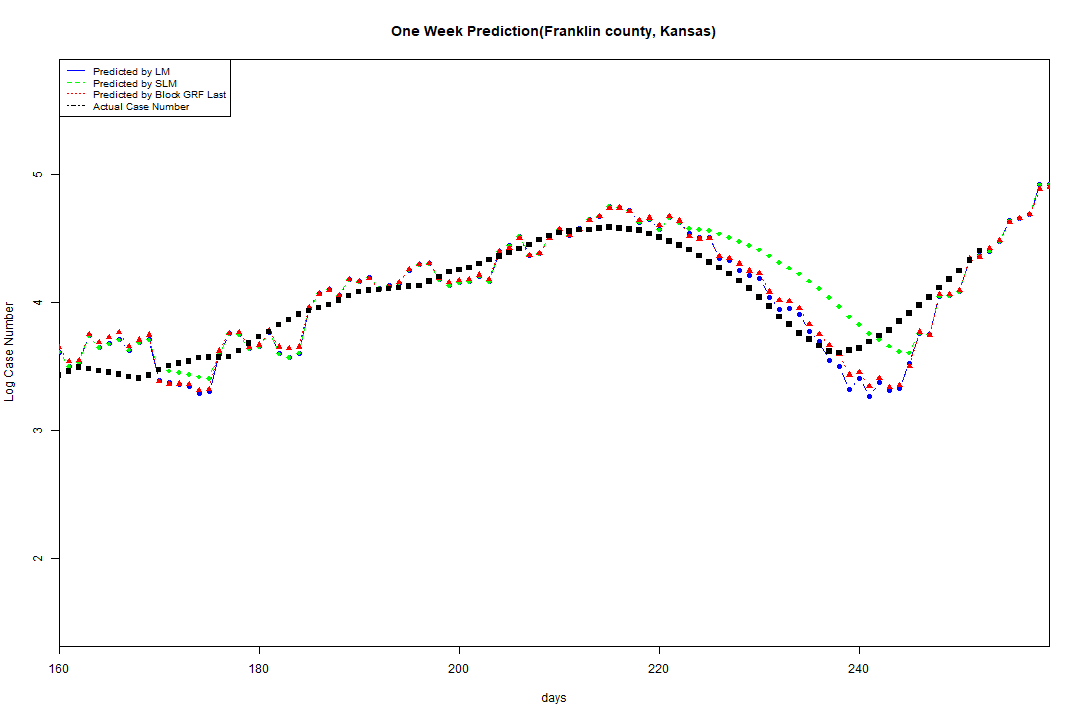 One Week Prediction(Franklin county, Kansas)
Predicted by LM
Predicted by SLM
Predicted by Block GRF Last
Actual Case Number
5
4
3
2
Log Case Number
160 180 200 220 240
days